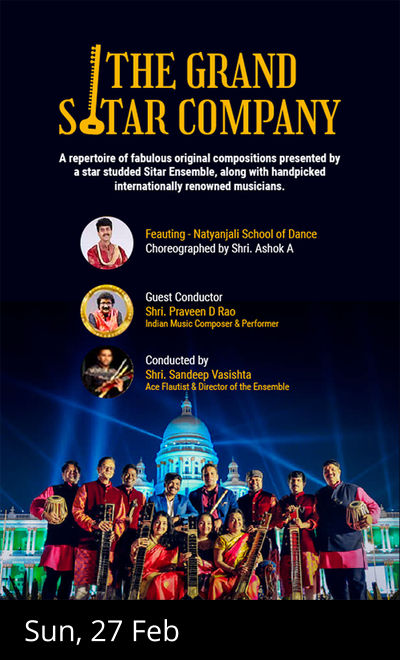 THE GRAND
SITAR COMPANY
A repertoire of fabulous original compositions presented by
a star studded Sitar Ensemble, along with handpicked
internationally renowned musicians.
Feauting - Natyanjali School of Dance
Choreographed by Shri. Ashok A
Guest Conductor
Shri. Praveen D Rao
Indian Music Composer & Performer
Conducted by
Shri. Sandeep Vasishta
Ace Flautist & Director of the Ensemble
Sun, 27 Feb